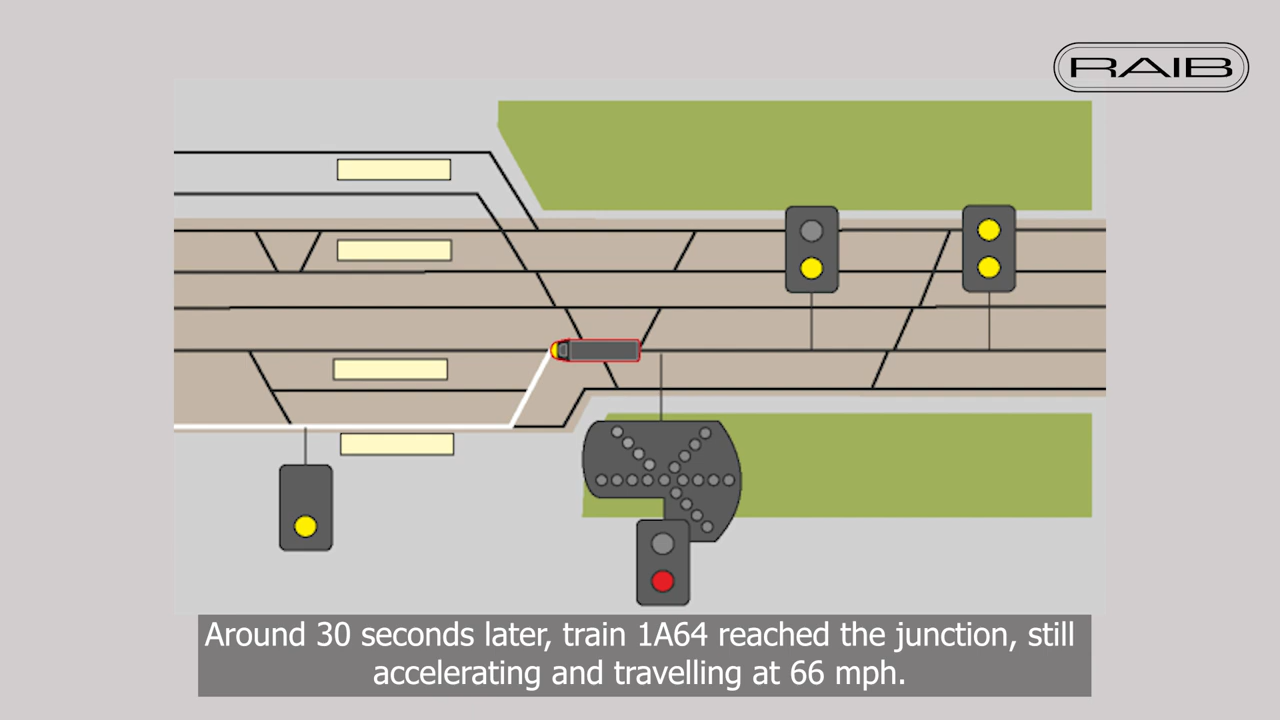 RAIB
Around 30 seconds later, train 1A64 reached the junction, still
accelerating and travelling at 66 mph.